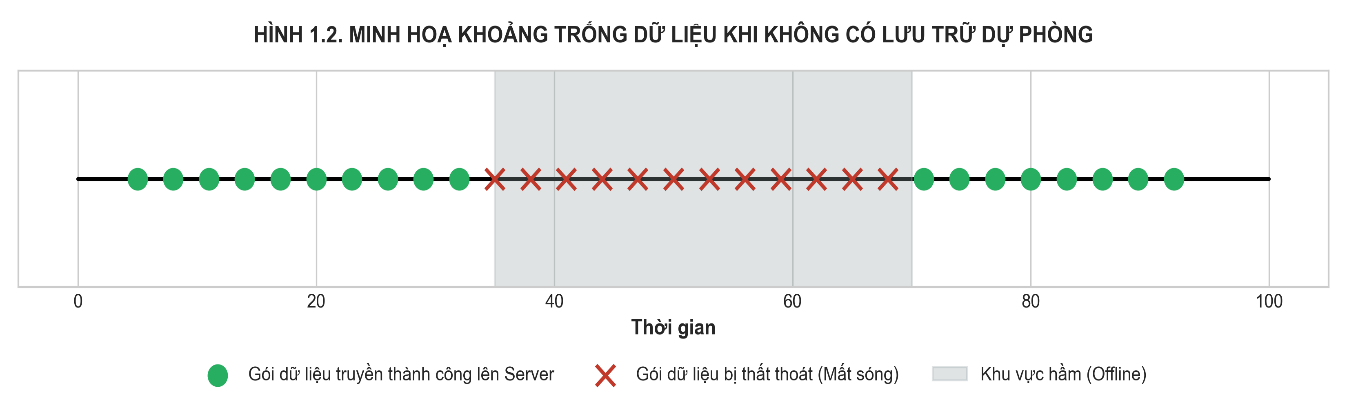 HÌNH 1.2. MINH HOẠ KHOẢNG TRỐNG DỮ LIỆU KHI KHÔNG CÓ LƯU TRỮ DỰ PHÒNG
0 20 40 60 80 100
Thời gian
Gói dữ liệu truyền thành công lên Server Gói dữ liệu bị thất thoát (Mất sóng) Khu vực hầm (Offline)